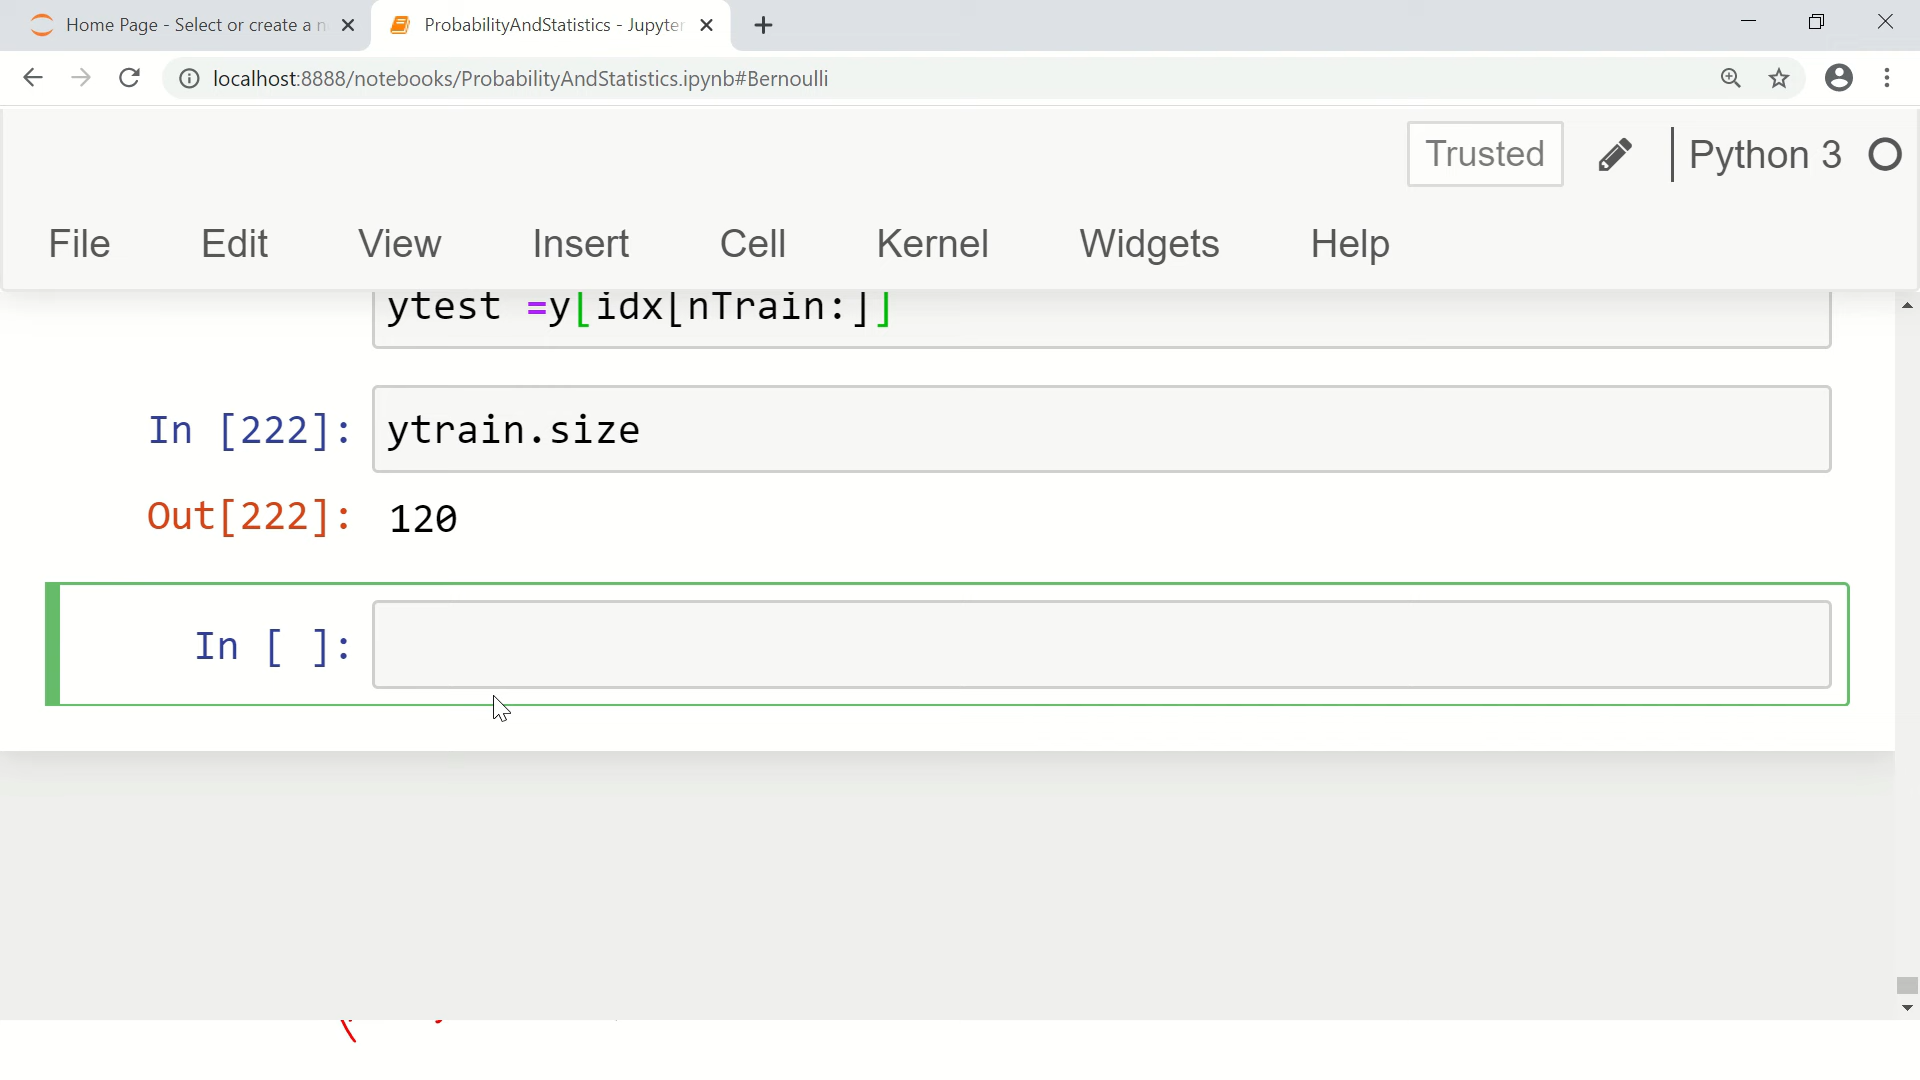 Home Page - Select or create a n
ProbabilityAndStatistics - Jupyter
localhost:8888/notebooks/ProbabilityAndStatistics.ipynb#Bernoulli
Trusted
Python 3
File Edit View Insert Cell Kernel Widgets Help
ytest =y[idx[nTrain:]]
In [222]: ytrain.size
Out[222]: 120
In [ ]: